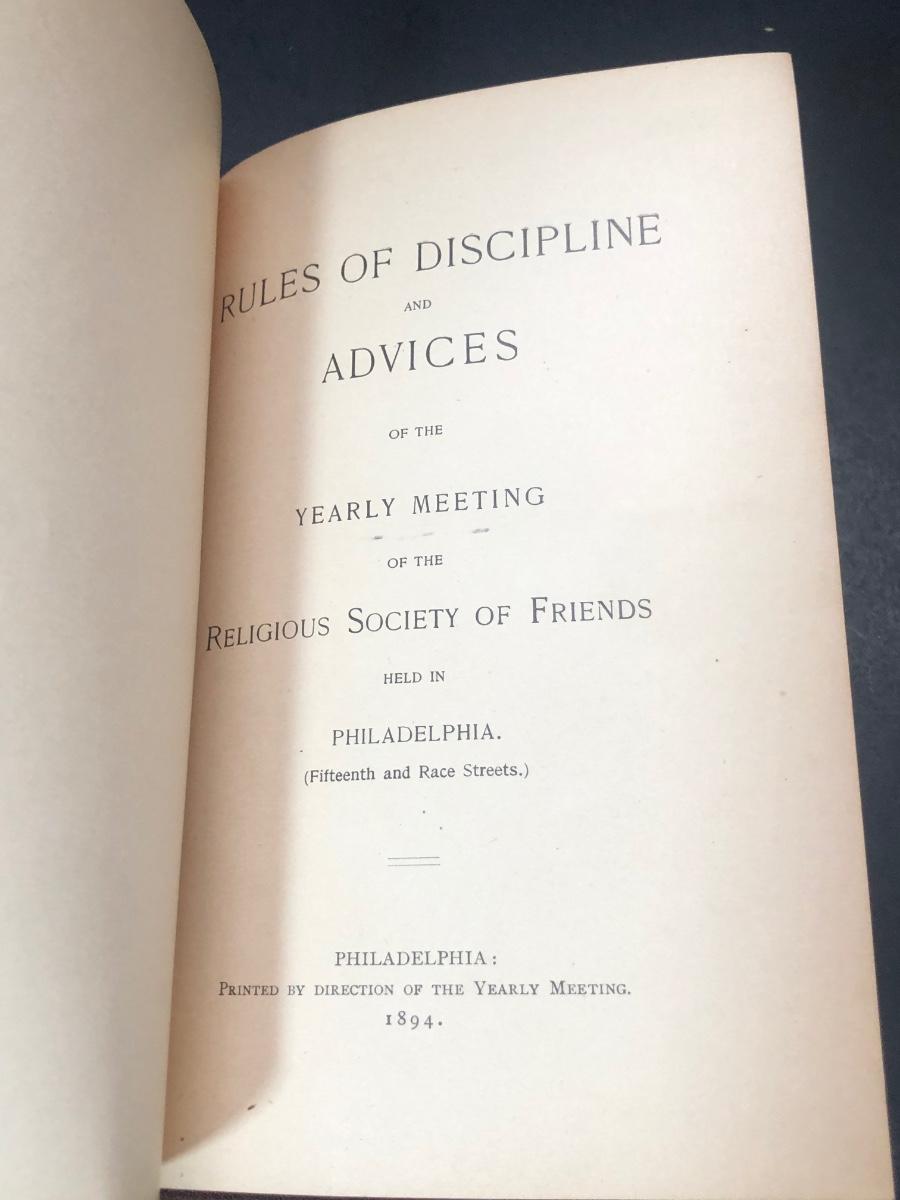 RULES OF DISCIPLINE
AND
ADVICES
OF THE
YEARLY MEETING
OF THE
RELIGIOUS SOCIETY OF FRIENDS
HELD IN
PHILADELPHIA.
(Fifteenth and Race Streets.)
PHILADELPHIA:
PRINTED BY DIRECTION OF THE YEARLY MEETING.
1894.